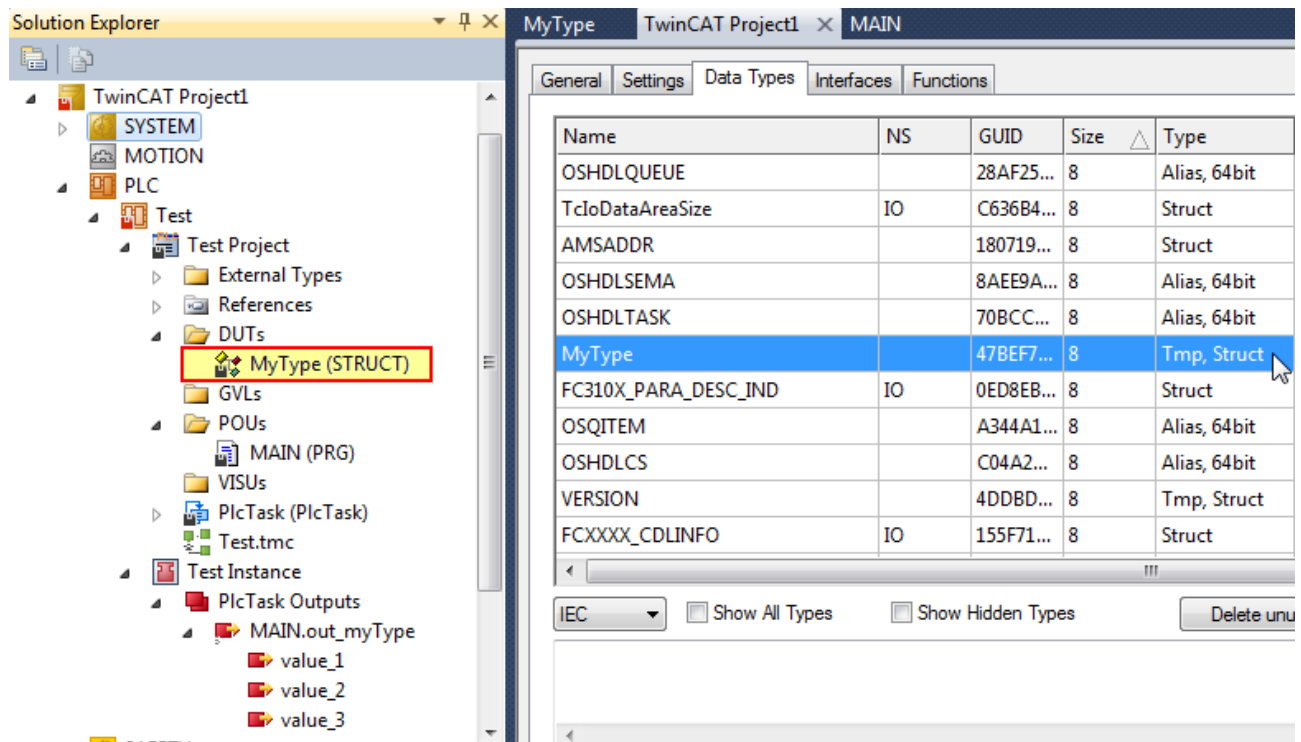 Solution Explorer
TwinCAT Project1
SYSTEM
MOTION
PLC
Test
Test Project
External Types
References
DUTs
MyType (STRUCT)
GVLs
POUs
MAIN (PRG)
VISUs
PlcTask (PlcTask)
Test.tmc
Test Instance
PlcTask Outputs
MAIN.out_myType
value_1
value_2
value_3
MyType TwinCAT Project1 MAIN
General Settings Data Types Interfaces Functions
Name NS GUID Size Type
OSHDLQUEUE 28AF25... 8 Alias, 64bit
TcIoDataAreaSize IO C636B4... 8 Struct
AMSADDR 180719... 8 Struct
OSHDLSEMA 8AEE9A... 8 Alias, 64bit
OSHDLTASK 70BCC... 8 Alias, 64bit
MyType 47BEF7... 8 Tmp, Struct
FC310X_PARA_DESC_IND IO 0ED8EB... 8 Struct
OSQITEM A344A1... 8 Alias, 64bit
OSHDLCS C04A2... 8 Alias, 64bit
VERSION 4DDBD... 8 Tmp, Struct
FCXXXX_CDLINFO IO 155F71... 8 Struct
IEC Show All Types Show Hidden Types Delete unu